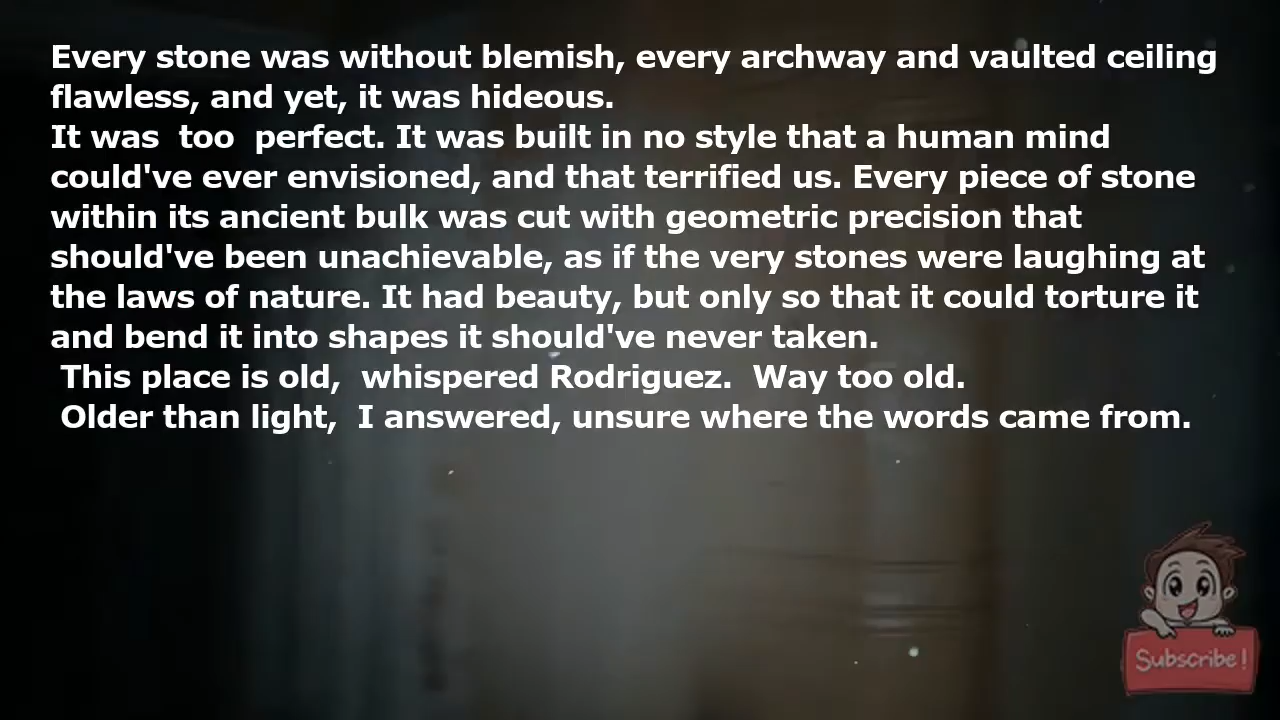 Every stone was without blemish, every archway and vaulted ceiling
flawless, and yet, it was hideous.
It was  too  perfect. It was built in no style that a human mind
could've ever envisioned, and that terrified us. Every piece of stone
within its ancient bulk was cut with geometric precision that
should've been unachievable, as if the very stones were laughing at
the laws of nature. It had beauty, but only so that it could torture it
and bend it into shapes it should've never taken.
 This place is old,  whispered Rodriguez.  Way too old.
 Older than light,  I answered, unsure where the words came from.
Subscribe!